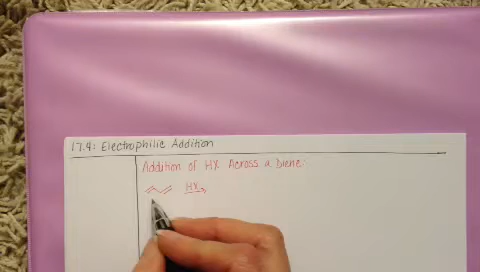 17.4: Electrophilic Addition
Addition of HX Across a Diene:
HX